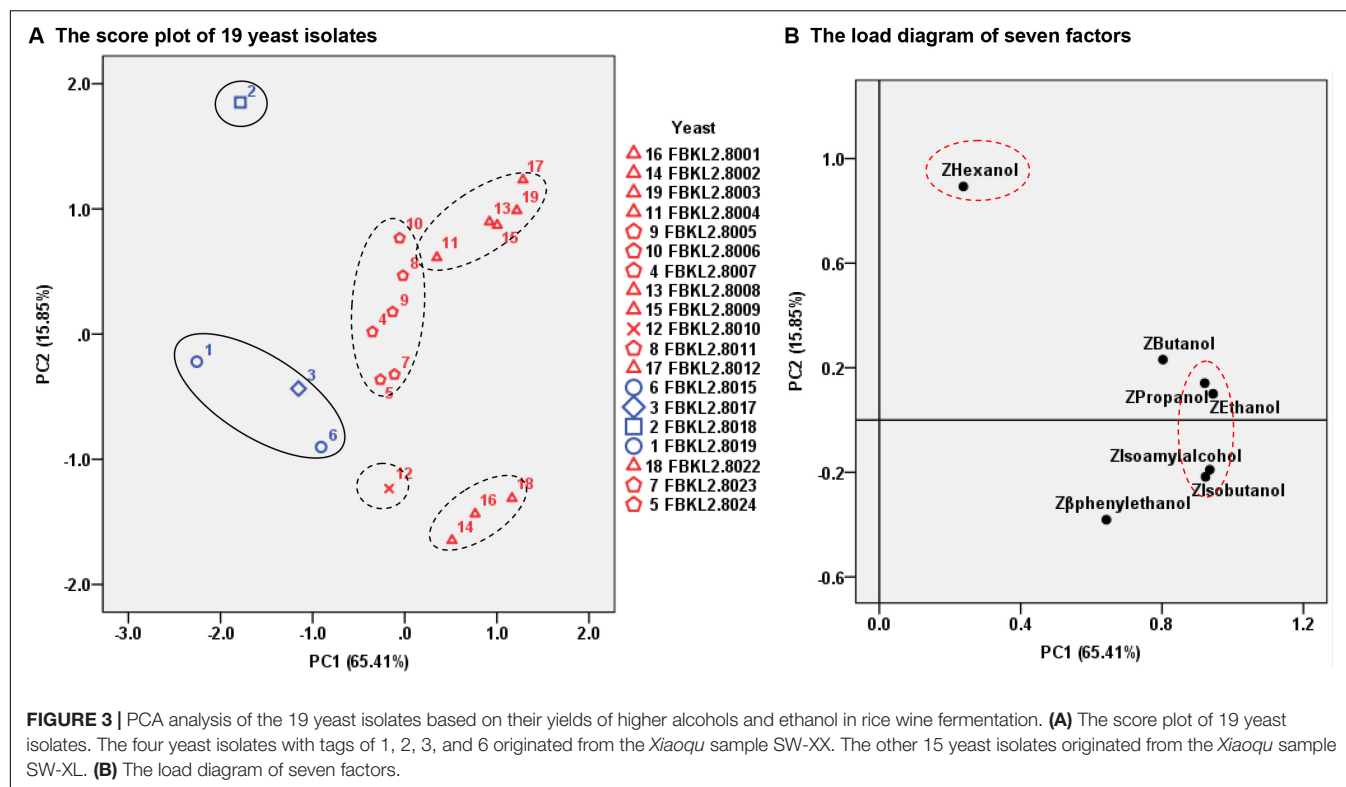 A The score plot of 19 yeast isolates
2.0
1.0
.0
-1.0
-2.0
PC2 (15.85%)
-3.0 -2.0 -1.0 .0 1.0 2.0
PC1 (65.41%)
2
17
19
13
15
11
10
8
9
4
7
5
1
3
6
12
18
16
14
Yeast
16 FBKL2.8001
14 FBKL2.8002
19 FBKL2.8003
11 FBKL2.8004
9 FBKL2.8005
10 FBKL2.8006
4 FBKL2.8007
13 FBKL2.8008
15 FBKL2.8009
12 FBKL2.8010
8 FBKL2.8011
17 FBKL2.8012
6 FBKL2.8015
3 FBKL2.8017
2 FBKL2.8018
1 FBKL2.8019
18 FBKL2.8022
7 FBKL2.8023
5 FBKL2.8024
B The load diagram of seven factors
1.0
0.6
0.2
-0.2
-0.6
PC2 (15.85%)
0.0 0.4 0.8 1.2
PC1 (65.41%)
ZHexanol
ZButanol
ZPropanol
ZEthanol
ZIsoamylalcohol
ZIsobutanol
Zβphenylethanol
FIGURE 3 | PCA analysis of the 19 yeast isolates based on their yields of higher alcohols and ethanol in rice wine fermentation. (A) The score plot of 19 yeast
isolates. The four yeast isolates with tags of 1, 2, 3, and 6 originated from the Xiaoqu sample SW-XX. The other 15 yeast isolates originated from the Xiaoqu sample
SW-XL. (B) The load diagram of seven factors.